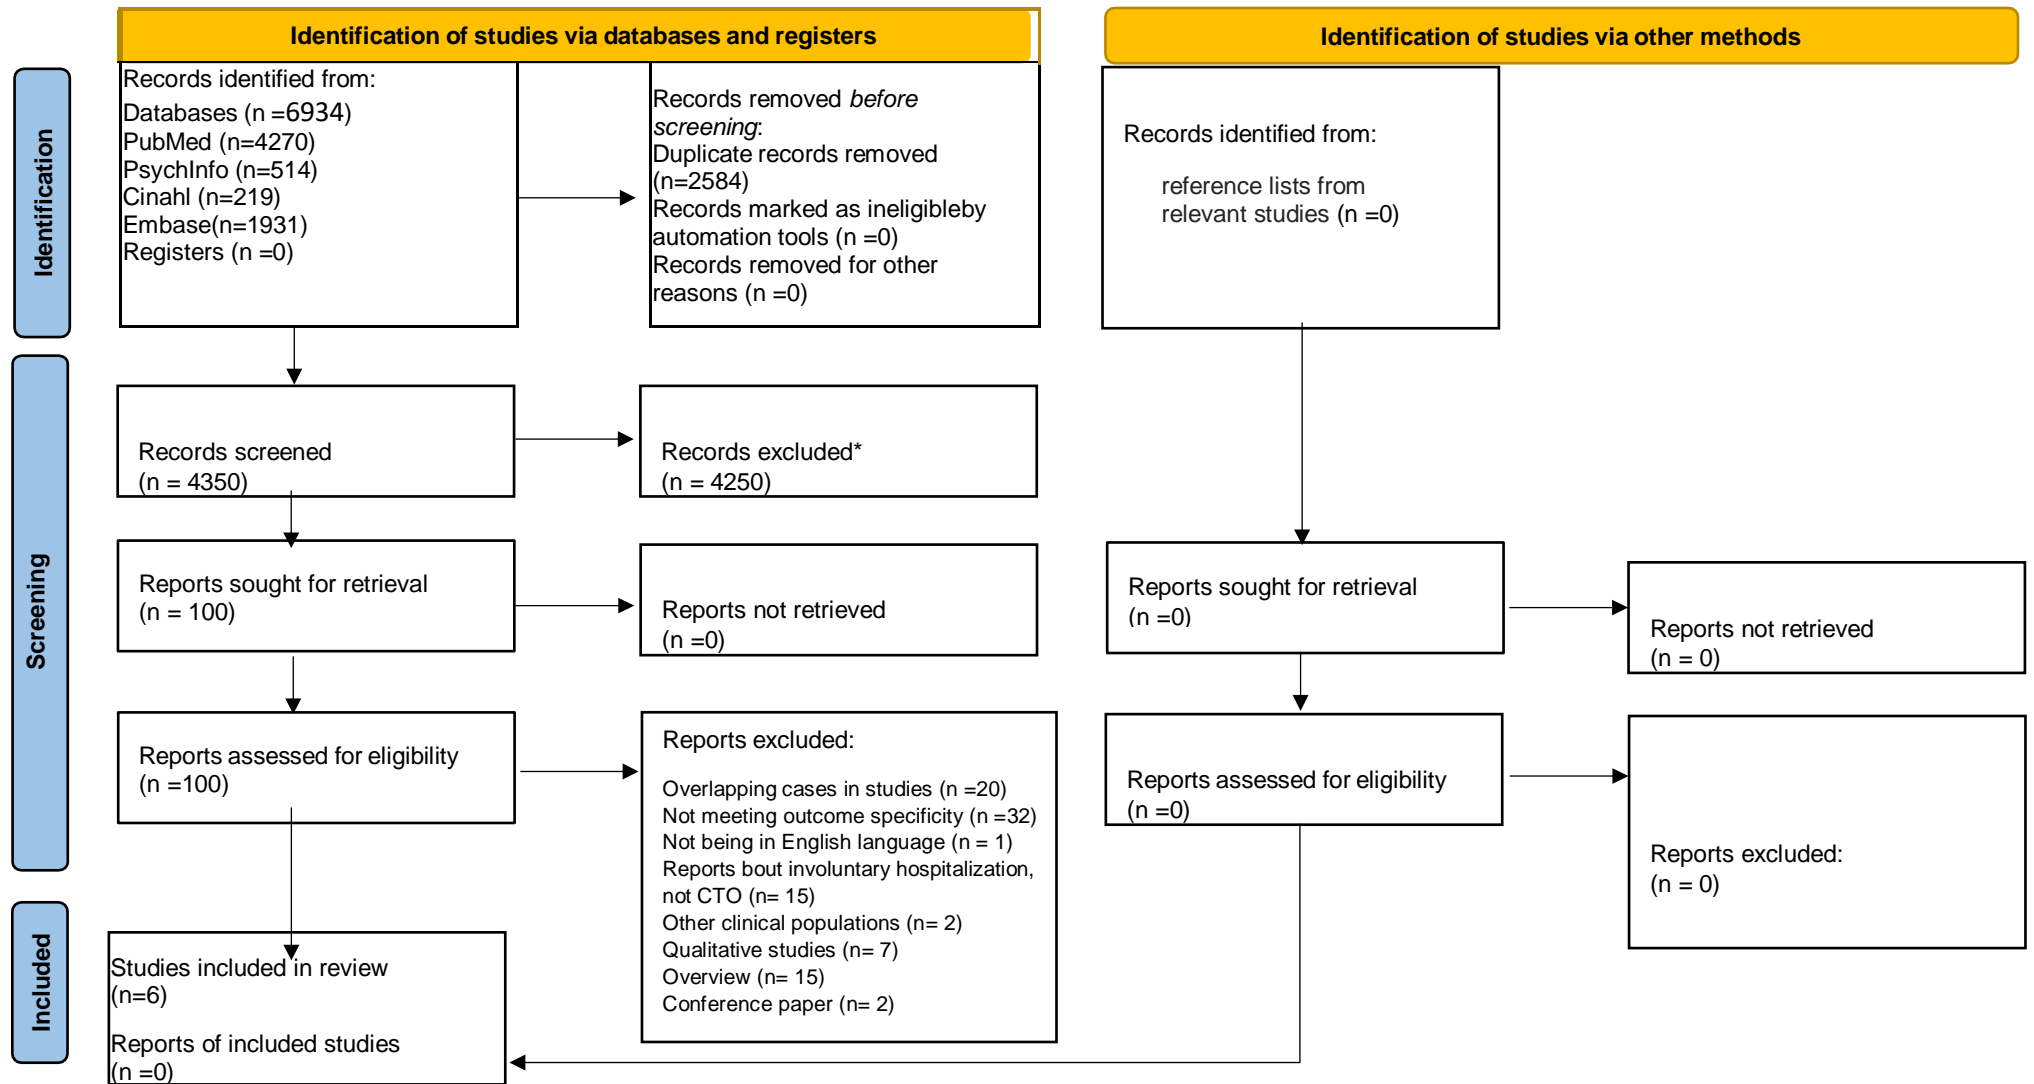 Identification of studies via databases and registers
Identification of studies via other methods
Identification
Records identified from:
Databases (n =6934)
PubMed (n=4270)
PsychInfo (n=514)
Cinahl (n=219)
Embase(n=1931)
Registers (n =0)
Records removed before
screening:
Duplicate records removed
(n=2584)
Records marked as ineligibleby
automation tools (n =0)
Records removed for other
reasons (n =0)
Records identified from:
reference lists from
relevant studies (n =0)
Screening
Records screened
(n = 4350)
Records excluded*
(n = 4250)
Reports sought for retrieval
(n = 100)
Reports not retrieved
(n =0)
Reports sought for retrieval
(n =0)
Reports not retrieved
(n = 0)
Reports assessed for eligibility
(n =100)
Reports excluded:
Overlapping cases in studies (n =20)
Not meeting outcome specificity (n =32)
Not being in English language (n = 1)
Reports bout involuntary hospitalization,
not CTO (n= 15)
Other clinical populations (n= 2)
Qualitative studies (n= 7)
Overview (n= 15)
Conference paper (n= 2)
Reports assessed for eligibility
(n =0)
Reports excluded:
(n = 0)
Included
Studies included in review
(n=6)
Reports of included studies
(n =0)